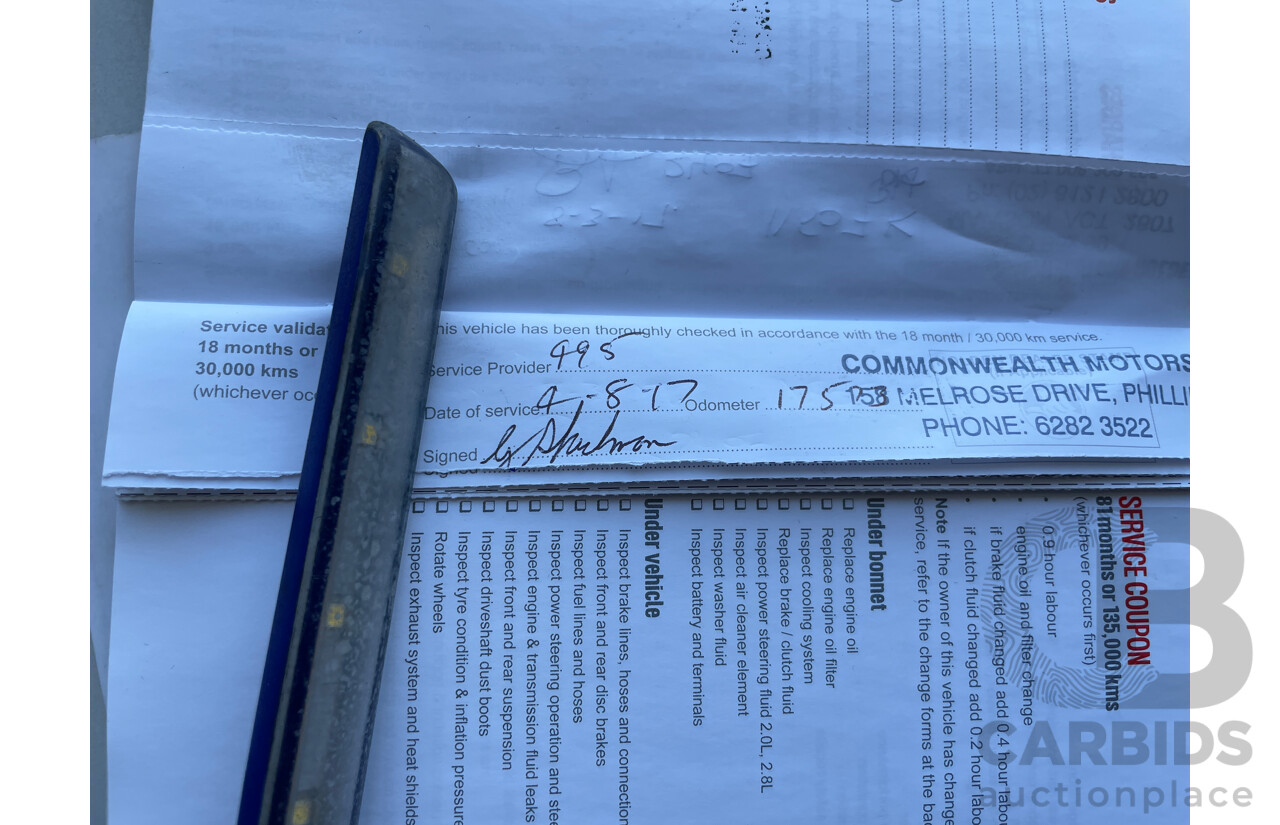 Service valida
18 months or
30,000 kms
(whichever occ
his vehicle has been thoroughly checked in accordance with the 18 month / 30,000 km service.
Service Provider 995
Date of service 4-8-17 Odometer 175
Signed
COMMONWEALTH MOTORS
MELROSE DRIVE, PHILLI
PHONE: 6282 3522
SERVICE COUPON
81months or 135,000 kms
(whichever occurs first)
• 0.9 hour labour
• engine oil and filter change
if brake fluid changed add 0.4 hour labou
• if clutch fluid changed add 0.2 hour labo
Note If the owner of this vehicle has change
service, refer to the change forms at the bac
Under bonnet
Replace engine oil
Replace engine oil filter
Inspect cooling system
Replace brake / clutch fluid
Inspect power steering fluid 2.0L, 2.8L
Inspect air cleaner element
Inspect washer fluid
Inspect battery and terminals
Under vehicle
Inspect brake lines, hoses and connection
Inspect front and rear disc brakes
Inspect fuel lines and hoses
Inspect power steering operation and stee
Inspect engine & transmission fluid leaks
Inspect front and rear suspension
Inspect driveshaft dust boots
Inspect tyre condition & inflation pressure
Rotate wheels
Inspect exhaust system and heat shields
CARBIDS
auctionplace